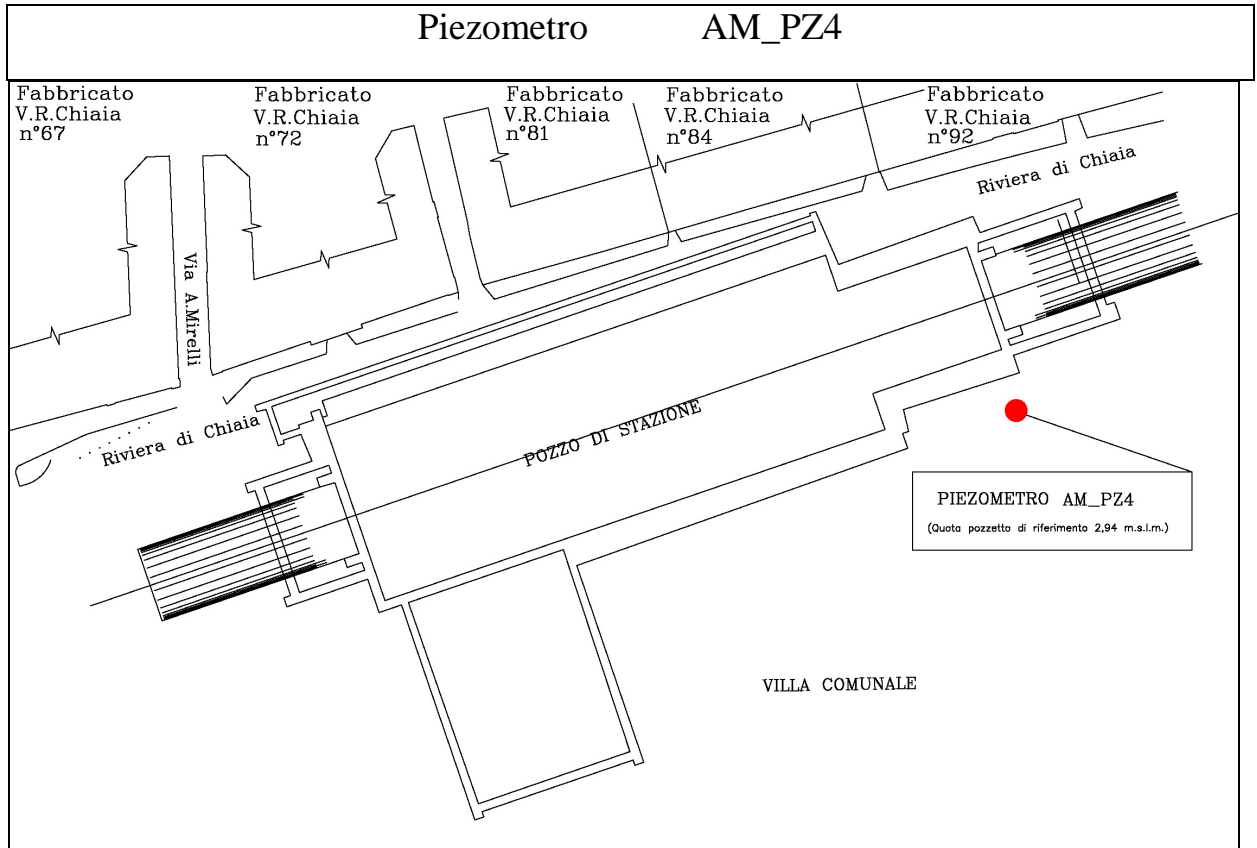 Piezometro AM_PZ4
Fabbricato
V.R.Chiaia
n°67
Fabbricato
V.R.Chiaia
n°72
Fabbricato
V.R.Chiaia
n°81
Fabbricato
V.R.Chiaia
n°84
Fabbricato
V.R.Chiaia
n°92
Riviera di Chiaia
Via A.Mirelli
Riviera di Chiaia
POZZO DI STAZIONE
PIEZOMETRO AM_PZ4
(Quota pozzetto di riferimento 2,94 m.s.l.m.)
VILLA COMUNALE